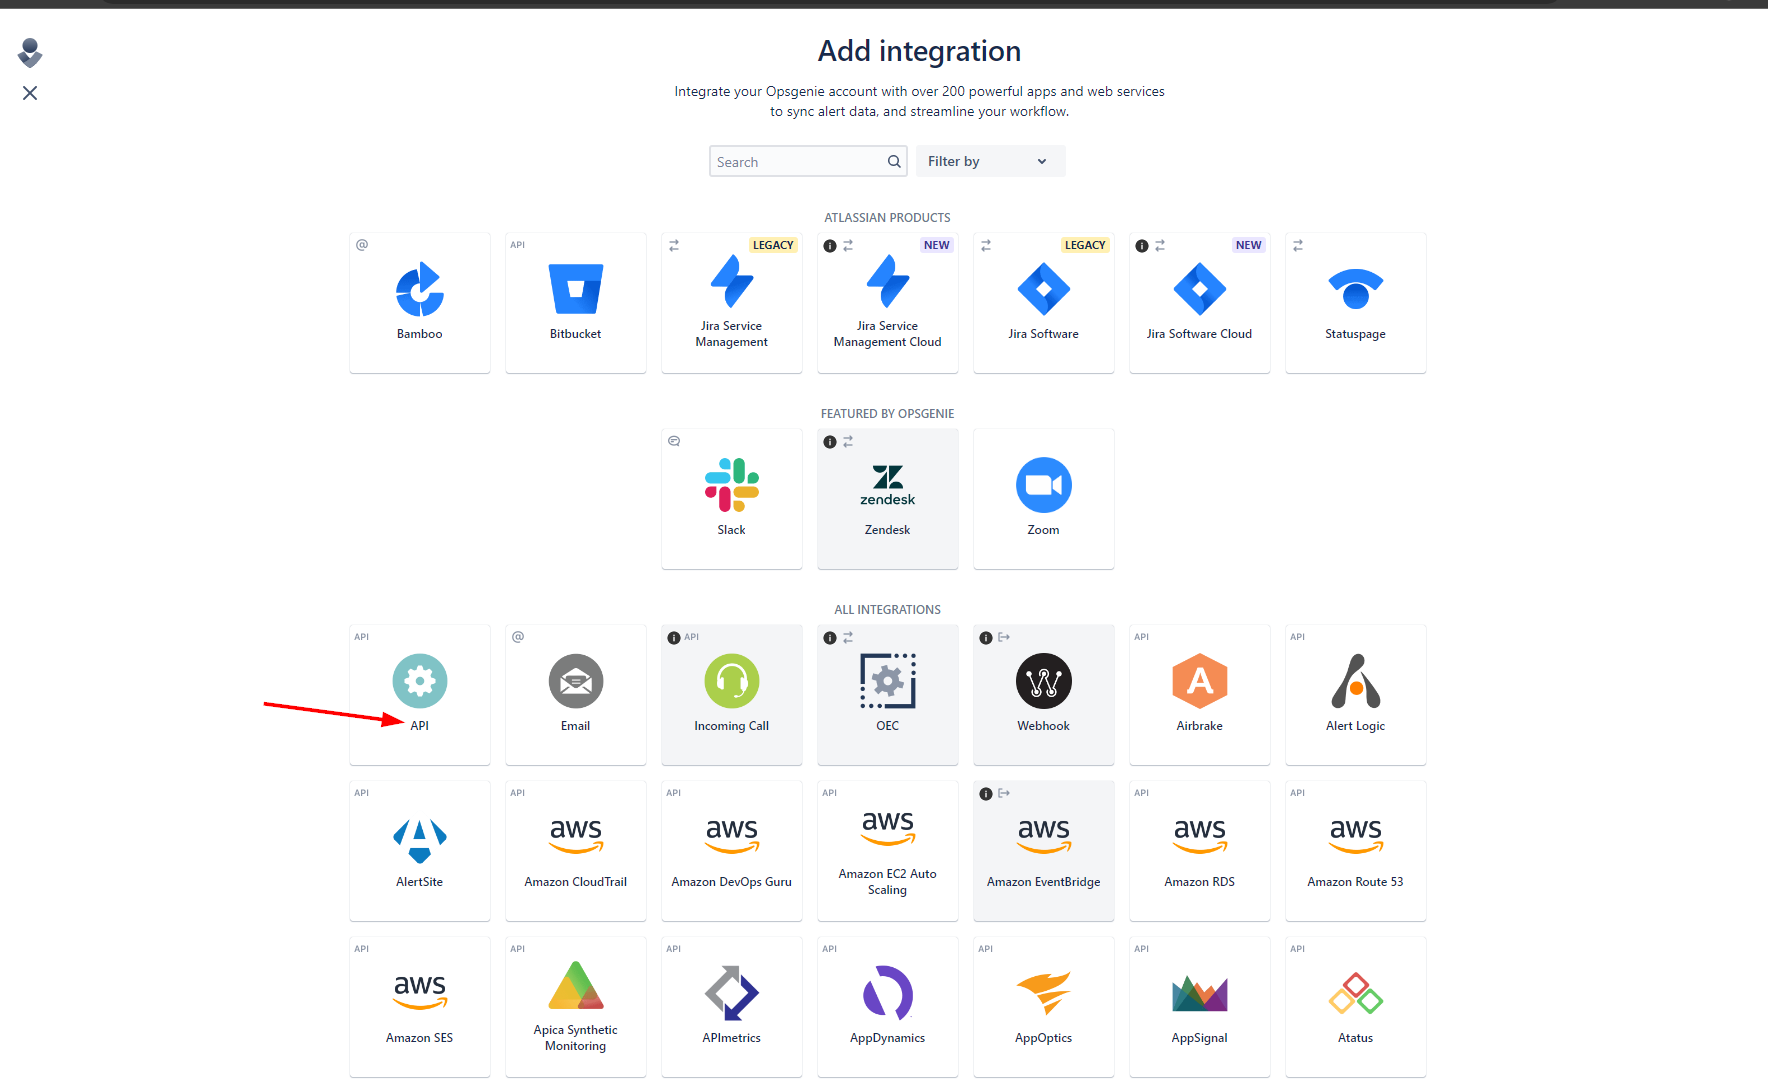 Add integration
Integrate your Opsgenie account with over 200 powerful apps and web services
to sync alert data, and streamline your workflow.
Search
Filter by
ATLASSIAN PRODUCTS
Bamboo
API
Bitbucket
LEGACY
Jira Service
Management
NEW
Jira Service
Management Cloud
LEGACY
Jira Software
NEW
Jira Software Cloud
Statuspage
FEATURED BY OPSGENIE
Slack
zendesk
Zendesk
Zoom
ALL INTEGRATIONS
API
API
@
Email
API
Incoming Call
OEC
Webhook
API
A
Airbrake
API
Alert Logic
API
AlertSite
API
aws
Amazon CloudTrail
API
aws
Amazon DevOps Guru
API
aws
Amazon EC2 Auto
Scaling
aws
Amazon EventBridge
API
aws
Amazon RDS
API
aws
Amazon Route 53
API
aws
Amazon SES
API
Apica Synthetic
Monitoring
API
APImetrics
API
AppDynamics
API
AppOptics
API
AppSignal
API
Atatus